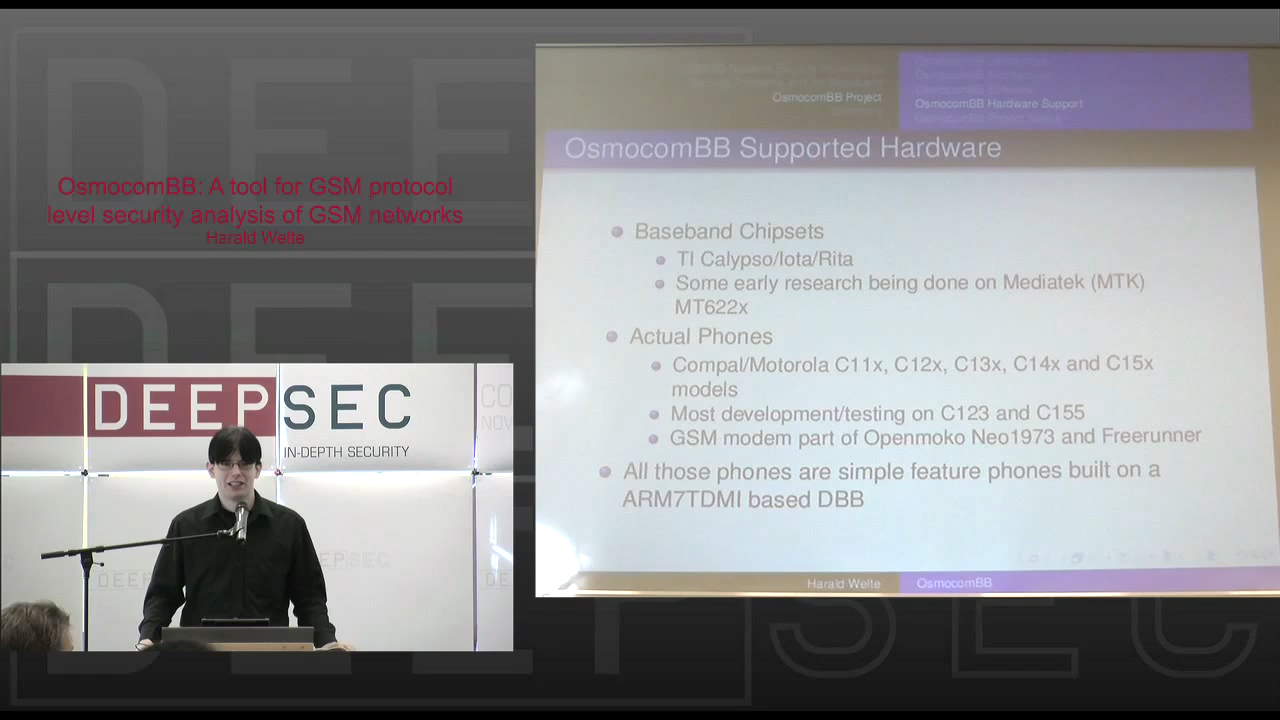 OsmocomBB: A tool for GSM protocol
level security analysis of GSM networks
Harald Welte
DEEPSEC
IN-DEPTH SECURITY
OsmocomBB Project
OsmocomBB Hardware Support
OsmocomBB Supported Hardware
Baseband Chipsets
TI Calypso/Iota/Rita
Some early research being done on Mediatek (MTK)
MT622x
Actual Phones
Compal/Motorola C11x, C12x, C13x, C14x and C15x
models
Most development/testing on C123 and C155
GSM modem part of Openmoko Neo1973 and Freerunner
All those phones are simple feature phones built on a
ARM7TDMI based DBB
Harald Welte
OsmocomBB